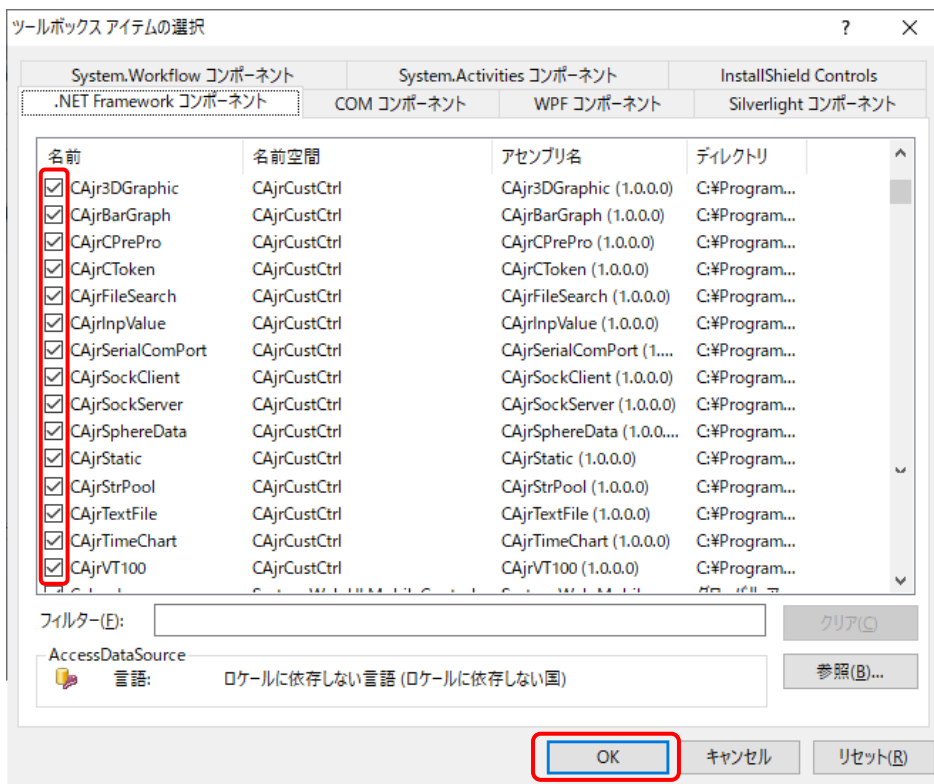 ツールボックス アイテムの選択 ?
System.Workflow コンポーネント System.Activities コンポーネント InstallShield Controls
.NET Framework コンポーネント COM コンポーネント WPF コンポーネント Silverlight コンポーネント
名前 名前空間 アセンブリ名 ディレクトリ
CAjr3DGraphic CAjrCustCtrl CAjr3DGraphic (1.0.0.0) C:¥Program...
CAjrBarGraph CAjrCustCtrl CAjrBarGraph (1.0.0.0) C:¥Program...
CAjrCPrePro CAjrCustCtrl CAjrCPrePro (1.0.0.0) C:¥Program...
CAjrCToken CAjrCustCtrl CAjrCToken (1.0.0.0) C:¥Program...
CAjrFileSearch CAjrCustCtrl CAjrFileSearch (1.0.0.0) C:¥Program...
CAjrInpValue CAjrCustCtrl CAjrInpValue (1.0.0.0) C:¥Program...
CAjrSerialComPort CAjrCustCtrl CAjrSerialComPort (1.... C:¥Program...
CAjrSockClient CAjrCustCtrl CAjrSockClient (1.0.0.0) C:¥Program...
CAjrSockServer CAjrCustCtrl CAjrSockServer (1.0.0.0) C:¥Program...
CAjrSphereData CAjrCustCtrl CAjrSphereData (1.0.0.... C:¥Program...
CAjrStatic CAjrCustCtrl CAjrStatic (1.0.0.0) C:¥Program...
CAjrStrPool CAjrCustCtrl CAjrStrPool (1.0.0.0) C:¥Program...
CAjrTextFile CAjrCustCtrl CAjrTextFile (1.0.0.0) C:¥Program...
CAjrTimeChart CAjrCustCtrl CAjrTimeChart (1.0.0.0) C:¥Program...
CAjrVT100 CAjrCustCtrl CAjrVT100 (1.0.0.0) C:¥Program...
フィルター(F): クリア(C)
AccessDataSource
言語: ロケールに依存しない言語 (ロケールに依存しない国) 参照(B)...
OK キャンセル リセット(R)